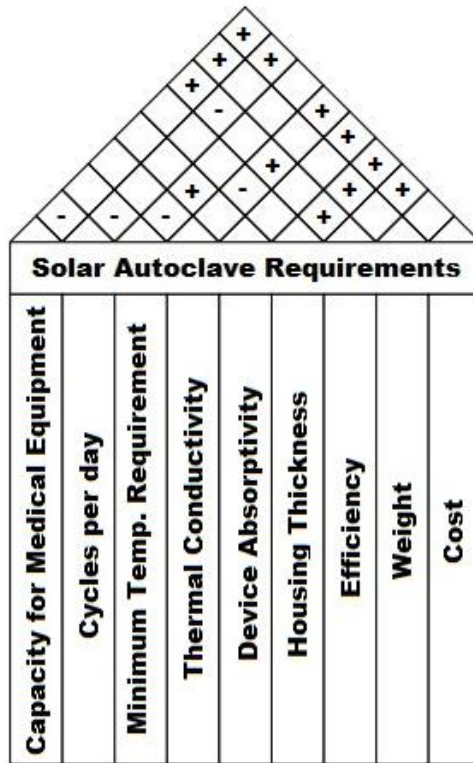 +
+ +
+
- +
+
+ +
+ - + +
- - - +
Solar Autoclave Requirements
Capacity for Medical Equipment
Cycles per day
Minimum Temp. Requirement
Thermal Conductivity
Device Absorptivity
Housing Thickness
Efficiency
Weight
Cost